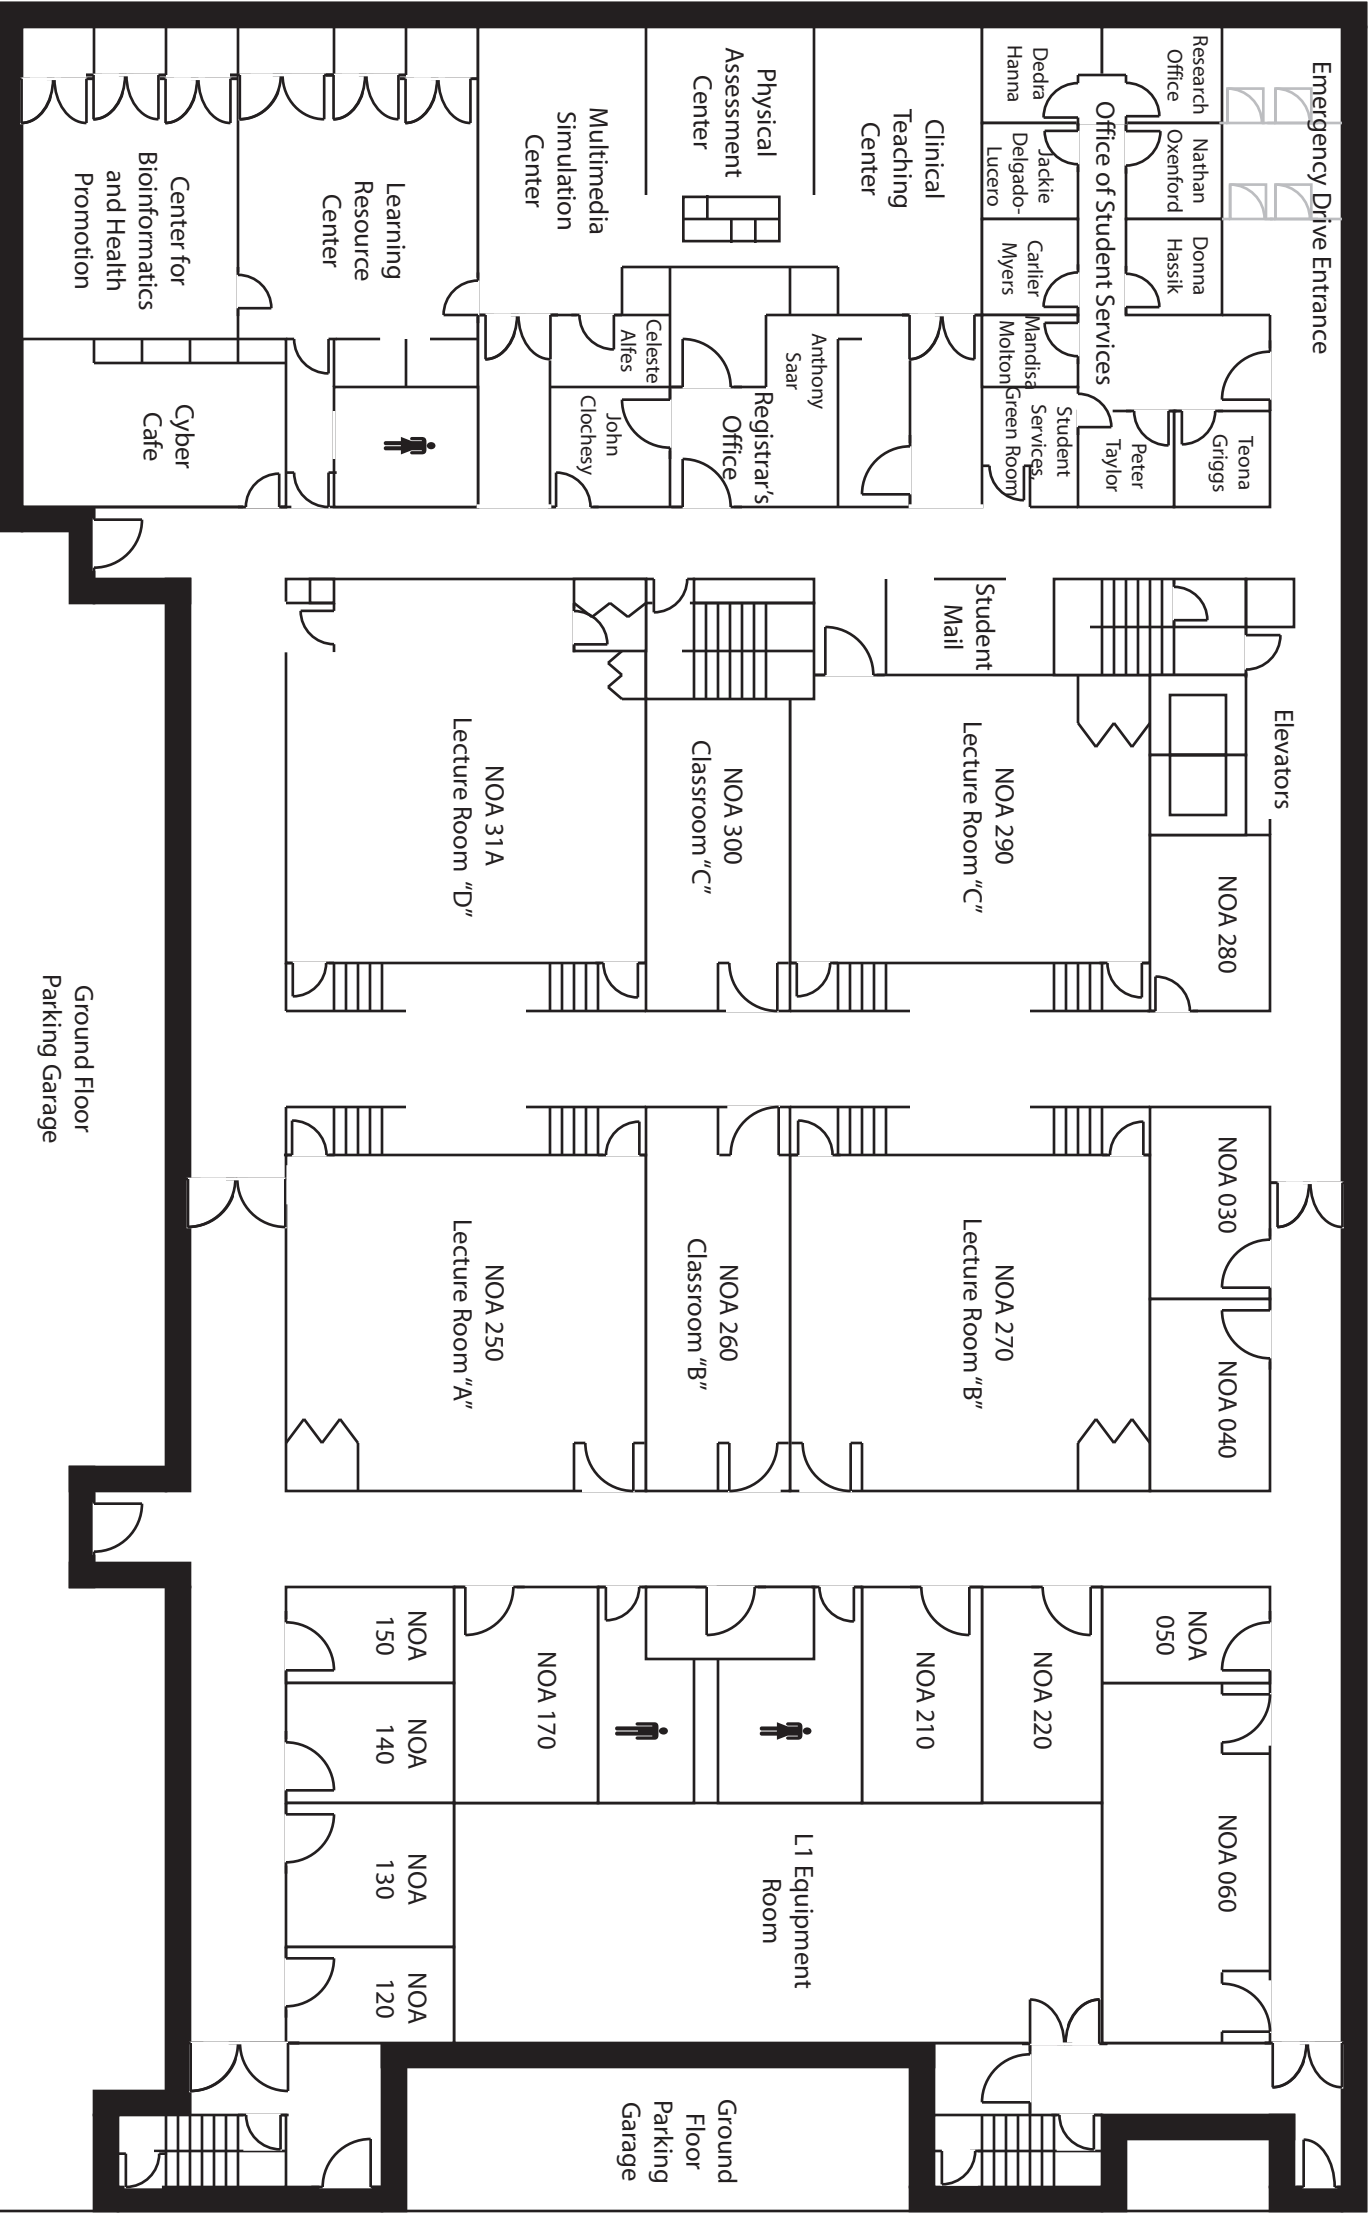 Emergency Drive Entrance
Research
Office
Nathan
Oxenford
Donna
Hassik
Office of Student Services
Dedra
Hanna
Jackie
Delgado-
Lucero
Carlier
Myers
Mandisa
Molton
Student
Services,
Green Room
Peter
Taylor
Teona
Griggs
Clinical
Teaching
Center
Physical
Assessment
Center
Multimedia
Simulation
Center
Learning
Resource
Center
Center for
Bioinformatics
and Health
Promotion
Anthony
Saar
Registrar's
Office
Celeste
Alfes
John
Clochesy
Cyber
Cafe
Student
Mail
Elevators
NOA 280
NOA 290
Lecture Room “C”
NOA 300
Classroom “C”
NOA 31A
Lecture Room “D”
Ground Floor
Parking Garage
NOA 030
NOA 040
NOA 270
Lecture Room “B”
NOA 260
Classroom “B”
NOA 250
Lecture Room “A”
NOA
050
NOA 060
NOA 220
NOA 210
NOA 170
NOA
150
NOA
140
NOA
130
NOA
120
L1 Equipment
Room
Ground
Floor
Parking
Garage